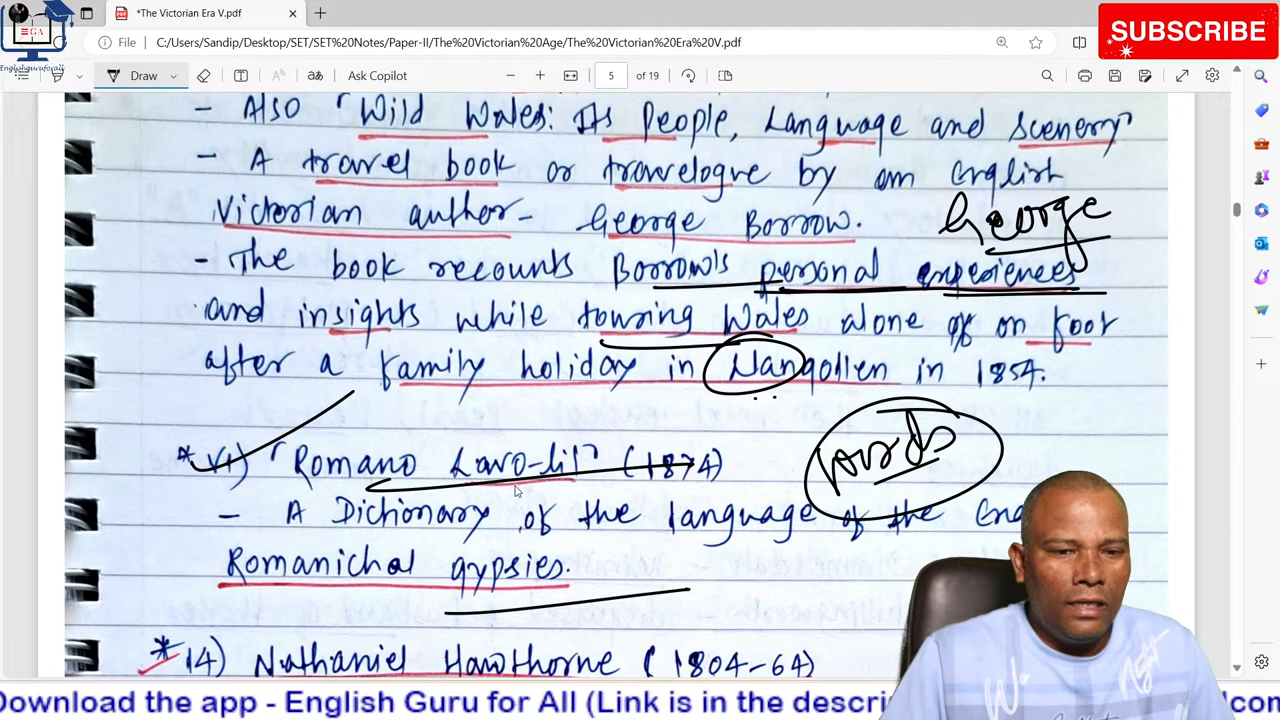 EGA
Englishguruforall
*The Victorian Era V.pdf
SUBSCRIBE
File C:/Users/Sandip/Desktop/SET/SET%20Notes/Paper-II/The%20Victorian%20Age/The%20Victorian%20Era%20V.pdf
Draw Ask Copilot 5 of 19
- Also "Wild Wales: Its People, Language and Scenery"
- A travel book or travelogue by an English
Victorian author - George Borrow.
George
- The book recounts Borrow's personal experiences
and insights while touring Wales alone on foot
after a family holiday in Llangollen in 1854.
words
* VI) "Romano Lavo-lil" (1874)
- A Dictionary of the language of the
Romanichal gypsies.
* 14) Nathaniel Hawthorne (1804-64)
Download the app - English Guru for All (Link is in the descri